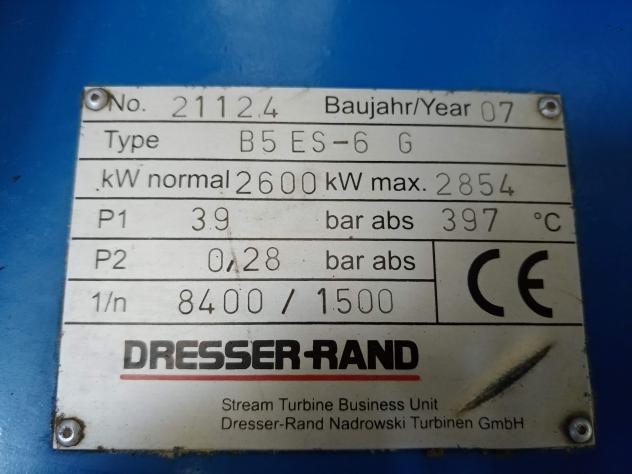 No. 21124 Baujahr/Year 07
Type B5 ES-6 G
kW normal 2600 kW max. 2854
P1 39 bar abs 397 °C
P2 0,28 bar abs
1/n 8400 / 1500
CE
DRESSER-RAND
Stream Turbine Business Unit
Dresser-Rand Nadrowski Turbinen GmbH